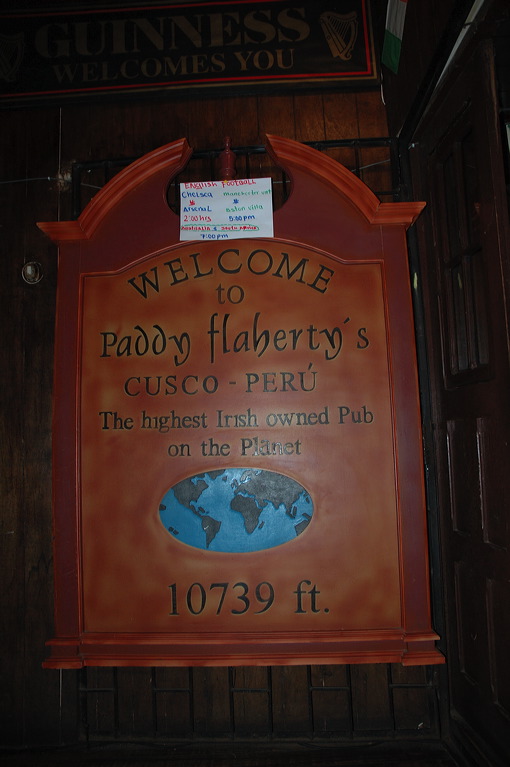 GUINNESS
WELCOMES YOU
ENGLISH FOOTBALL
Chelsea Manchester utd
Arsenal Aston Villa
2:00 hrs 5:00 pm
Australia & South Africa
7:00 pm
WELCOME
to
Paddy flaherty's
CUSCO - PERÚ
The highest Irish owned Pub
on the Planet
10739 ft.